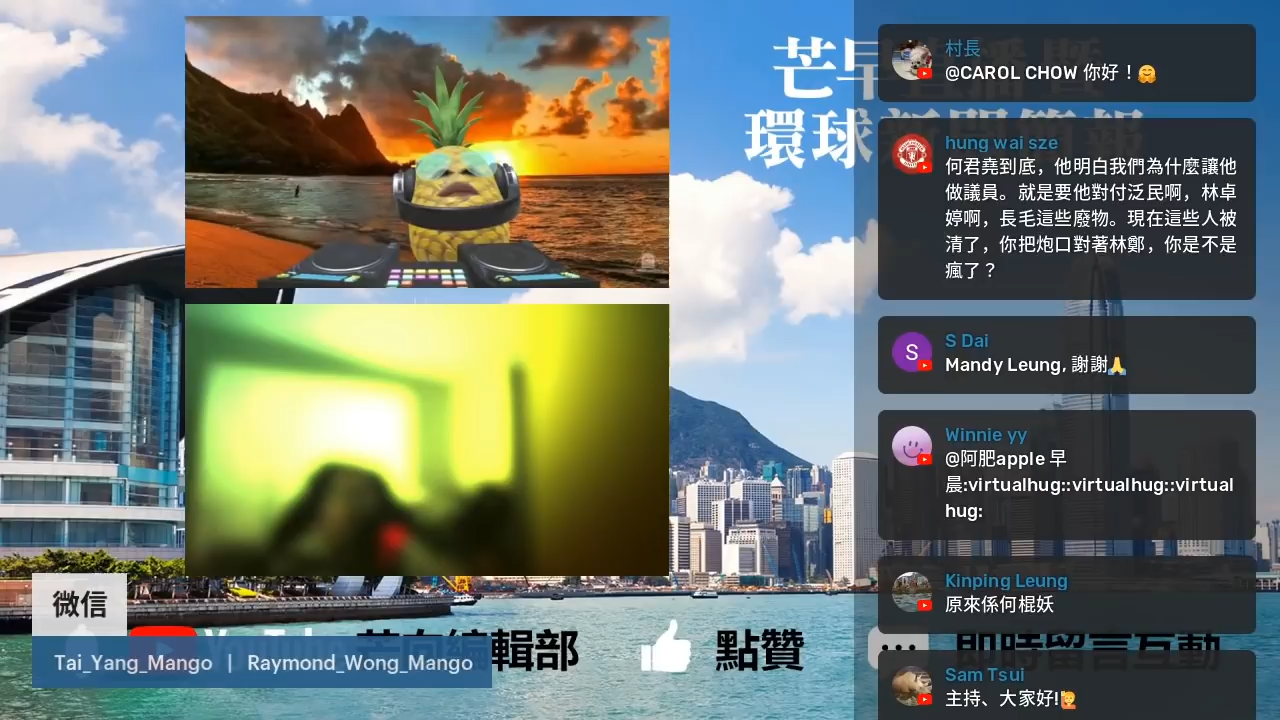 芒早
環球
村長
@CAROL CHOW 你好！🤗
hung wai sze
何君堯到底，他明白我們為什麼讓他
做議員。就是要他對付泛民啊，林卓
婷啊，長毛這些廢物。現在這些人被
清了，你把炮口對著林鄭，你是不是
瘋了？
S
S Dai
Mandy Leung, 謝謝🙏
Winnie yy
@阿肥apple 早
晨:virtualhug::virtualhug::virtual
hug:
Kinping Leung
原來係何棍妖
Sam Tsui
主持、大家好!🙋
微信
Tai_Yang_Mango | Raymond_Wong_Mango
編輯部
點贊
即時留言互動